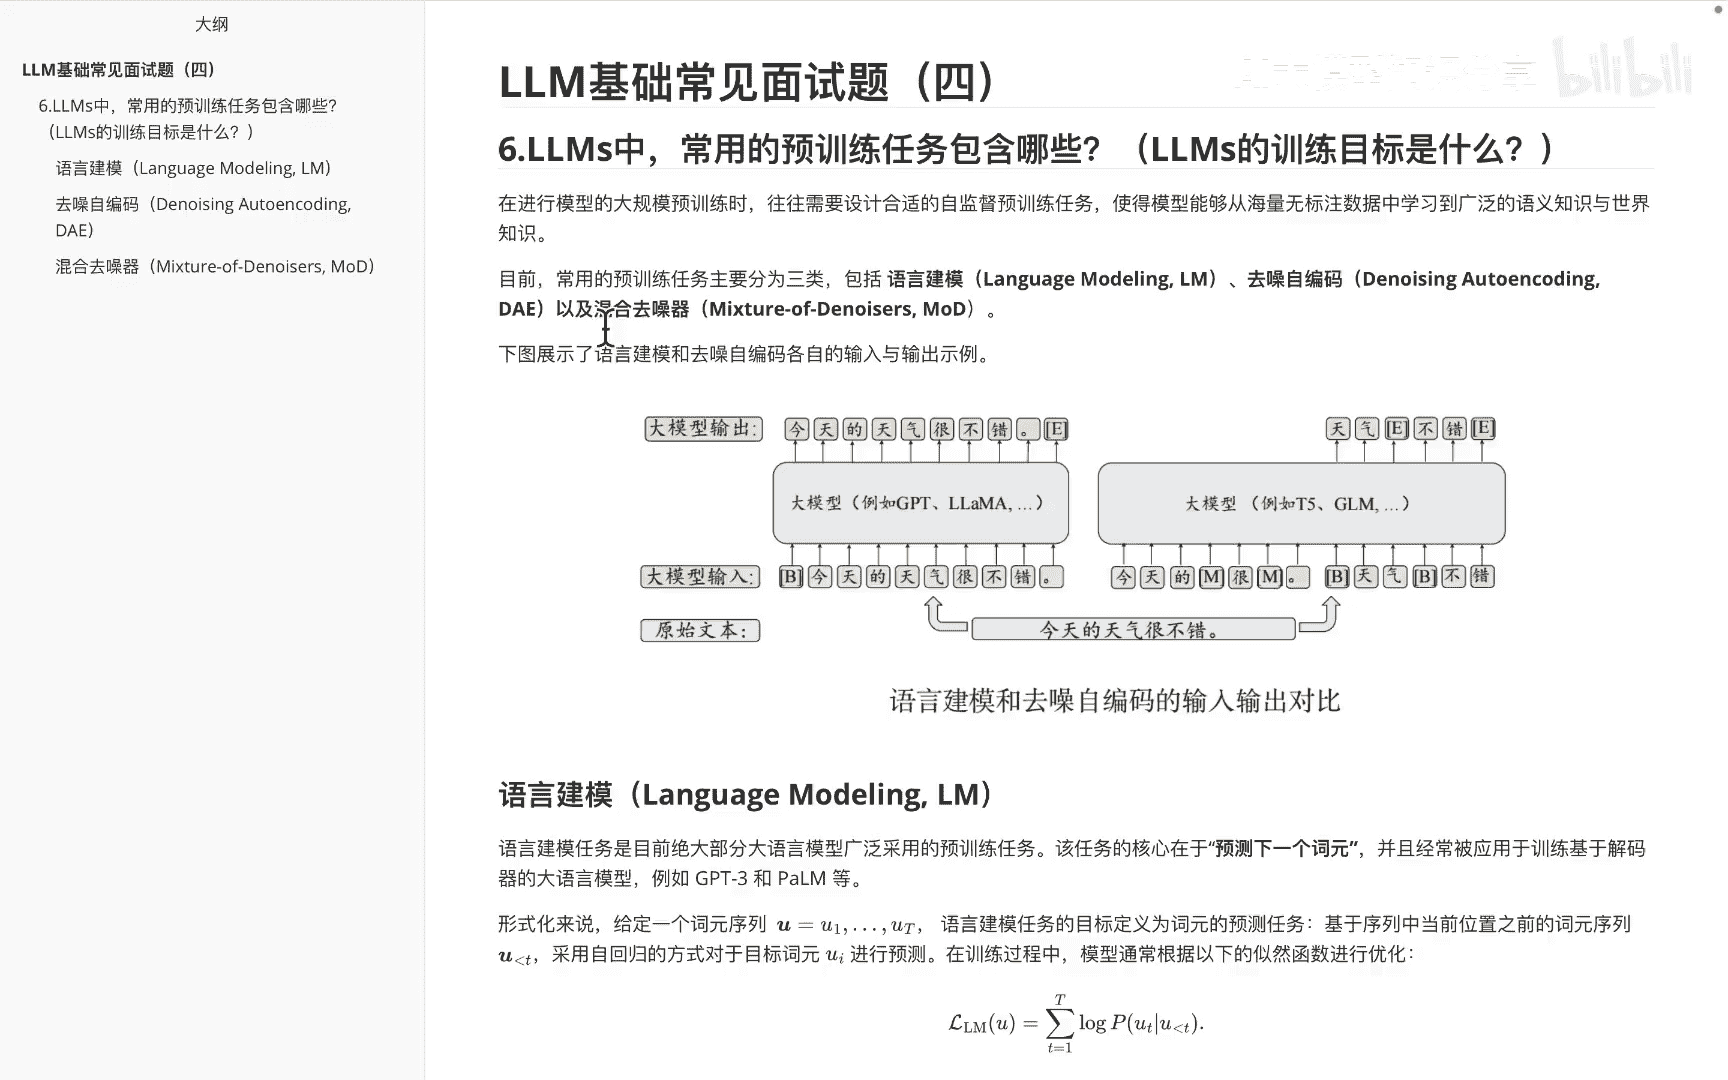 大纲
LLM基础常见面试题（四）
6.LLMs中，常用的预训练任务包含哪些？
（LLMs的训练目标是什么？）
语言建模（Language Modeling, LM）
去噪自编码（Denoising Autoencoding,
DAE）
混合去噪器（Mixture-of-Denoisers, MoD）
bilibili
LLM基础常见面试题（四）
6.LLMs中，常用的预训练任务包含哪些？（LLMs的训练目标是什么？）
在进行模型的大规模预训练时，往往需要设计合适的自监督预训练任务，使得模型能够从海量无标注数据中学习到广泛的语义知识与世界
知识。
目前，常用的预训练任务主要分为三类，包括 语言建模（Language Modeling, LM）、去噪自编码（Denoising Autoencoding,
DAE）以及混合去噪器（Mixture-of-Denoisers, MoD）。
下图展示了语言建模和去噪自编码各自的输入与输出示例。
大模型输出: 今 天 的 天 气 很 不 错 。 [E] 天 气 [E] 不 错 [E]
大模型（例如GPT、LLaMA, …） 大模型 （例如T5、GLM, …）
大模型输入: [B] 今 天 的 天 气 很 不 错 。 今 天 的 [M] 很 [M] 。 [B] 天 气 [B] 不 错
原始文本: 今天的天气很不错。
语言建模和去噪自编码的输入输出对比
语言建模（Language Modeling, LM）
语言建模任务是目前绝大部分大语言模型广泛采用的预训练任务。该任务的核心在于“预测下一个词元”，并且经常被应用于训练基于解码
器的大语言模型，例如 GPT-3 和 PaLM 等。
形式化来说，给定一个词元序列 u = u₁, . . . , u_T， 语言建模任务的目标定义为词元的预测任务：基于序列中当前位置之前的词元序列
u_{<t}，采用自回归的方式对于目标词元 u_i 进行预测。在训练过程中，模型通常根据以下的似然函数进行优化：
ℒ_LM(u) = ∑_{t=1}^{T} log P(u_t|u_{<t}).